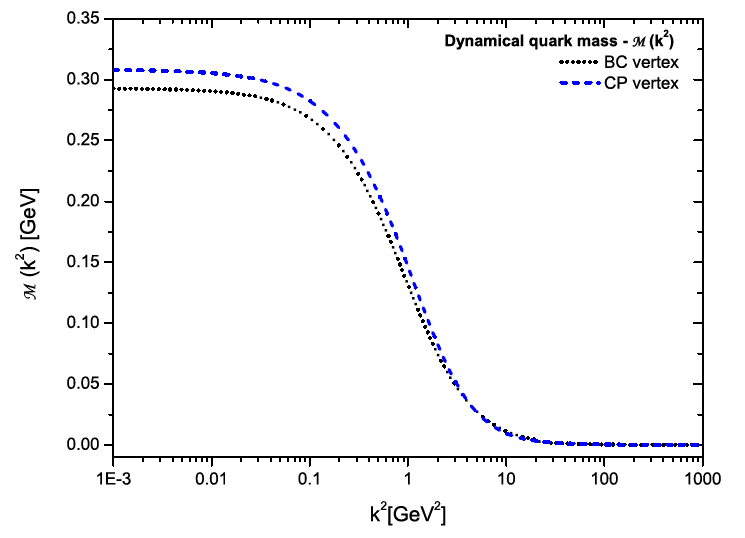 Dynamical quark mass - ℳ (k²)
BC vertex
CP vertex
0.35
0.30
0.25
0.20
0.15
0.10
0.05
0.00
ℳ (k²) [GeV]
1E-3 0.01 0.1 1 10 100 1000
k²[GeV²]